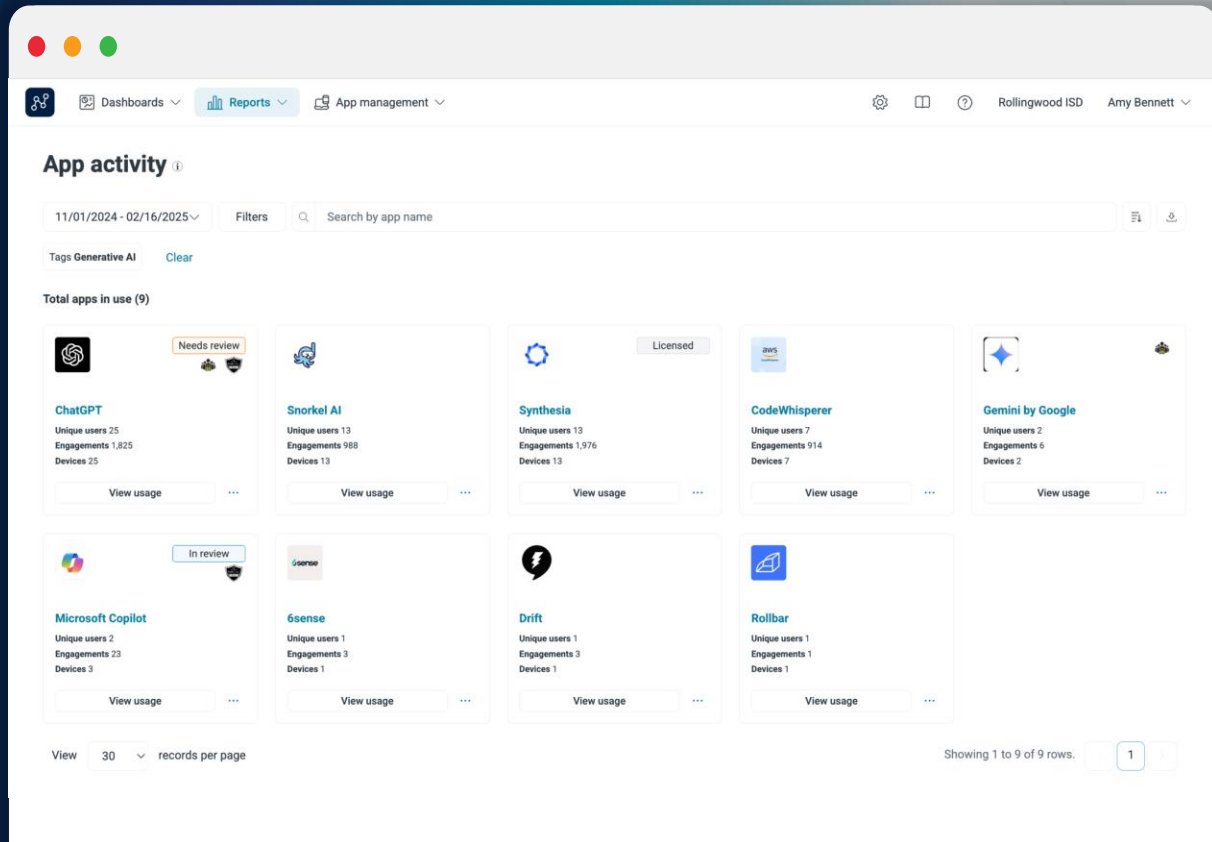 Dashboards Reports App management Rollingwood ISD Amy Bennett
App activity
11/01/2024 - 02/16/2025 Filters Search by app name
Tags Generative AI Clear
Total apps in use (9)
Needs review
ChatGPT
Unique users 25
Engagements 1,825
Devices 25
View usage
Snorkel AI
Unique users 13
Engagements 988
Devices 13
View usage
Licensed
Synthesia
Unique users 13
Engagements 1,976
Devices 13
View usage
aws
CodeWhisperer
Unique users 7
Engagements 914
Devices 7
View usage
Gemini by Google
Unique users 2
Engagements 6
Devices 2
View usage
In review
Microsoft Copilot
Unique users 2
Engagements 23
Devices 3
View usage
6sense
6sense
Unique users 1
Engagements 3
Devices 1
View usage
Drift
Unique users 1
Engagements 3
Devices 1
View usage
Rollbar
Unique users 1
Engagements 1
Devices 1
View usage
View 30 records per page Showing 1 to 9 of 9 rows. 1